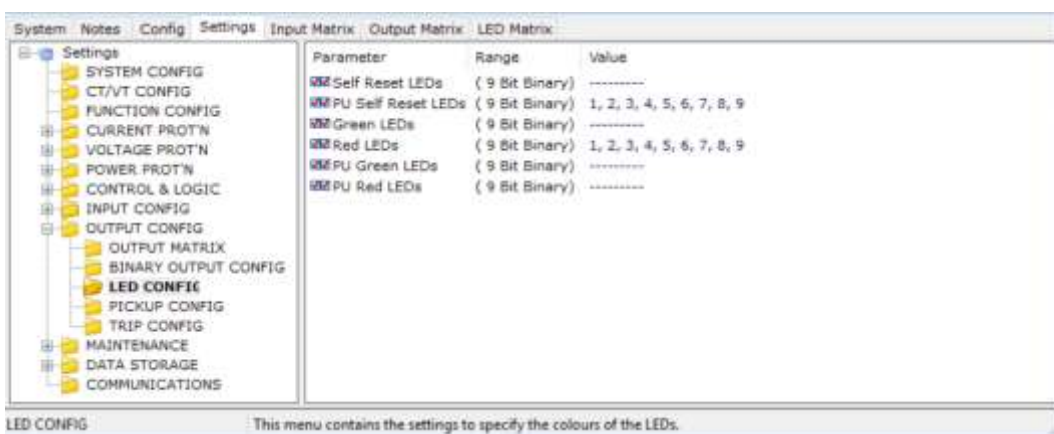 System Notes Config Settings Input Matrix Output Matrix LED Matrix
Settings
SYSTEM CONFIG
CT/VT CONFIG
FUNCTION CONFIG
CURRENT PROT'N
VOLTAGE PROT'N
POWER PROT'N
CONTROL & LOGIC
INPUT CONFIG
OUTPUT CONFIG
OUTPUT MATRIX
BINARY OUTPUT CONFIG
LED CONFIG
PICKUP CONFIG
TRIP CONFIG
MAINTENANCE
DATA STORAGE
COMMUNICATIONS
Parameter Range Value
Self Reset LEDs ( 9 Bit Binary) ---------
PU Self Reset LEDs ( 9 Bit Binary) 1, 2, 3, 4, 5, 6, 7, 8, 9
Green LEDs ( 9 Bit Binary) ---------
Red LEDs ( 9 Bit Binary) 1, 2, 3, 4, 5, 6, 7, 8, 9
PU Green LEDs ( 9 Bit Binary) ---------
PU Red LEDs ( 9 Bit Binary) ---------
LED CONFIG This menu contains the settings to specify the colours of the LEDs.